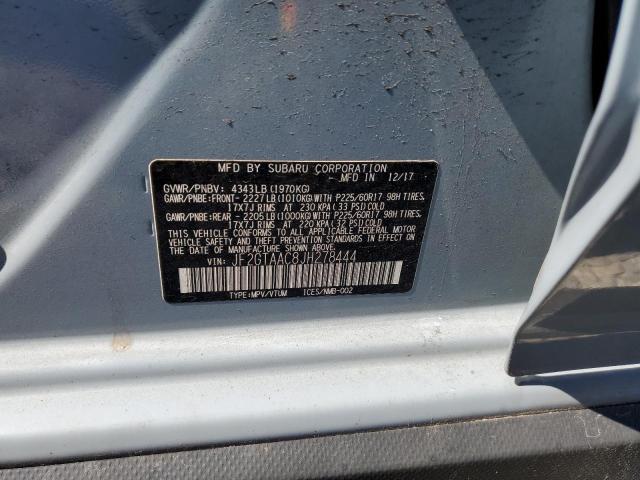 MFD BY SUBARU CORPORATION
MFD IN 12/17
GVWR/PNBV: 4343LB(1970KG)
GAWR/PNBE:FRONT- 2227LB(1010KG)WITH P225/60R17 98H TIRES,
17X7J RIMS AT 230 KPA(33 PSI)COLD
GAWR/PNBE:REAR - 2205LB(1000KG)WITH P225/60R17 98H TIRES,
17X7J RIMS AT 220 KPA(32 PSI)COLD
THIS VEHICLE CONFORMS TO ALL APPLICABLE FEDERAL MOTOR
VEHICLE SAFETY STANDARDS IN EFFECT ON
THE DATE OF MANUFACTURE SHOWN ABOVE.
VIN: JF2GTAAC8JH278444
TYPE:MPV/VTUM ICES/NMB-002